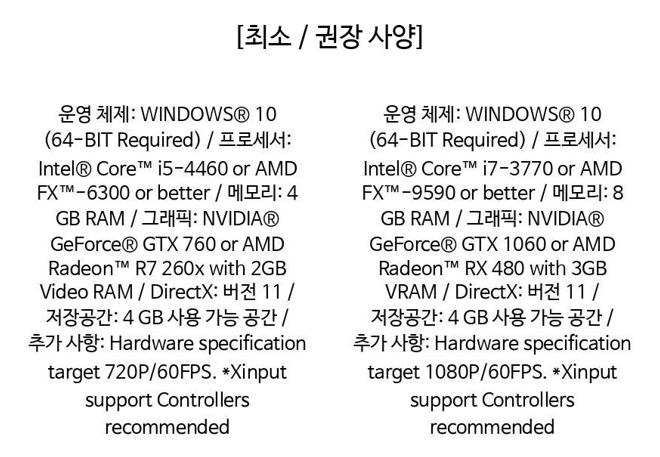 [최소 / 권장 사양]
운영 체제: WINDOWS® 10
(64-BIT Required) / 프로세서:
Intel® Core™ i5-4460 or AMD
FX™-6300 or better / 메모리: 4
GB RAM / 그래픽: NVIDIA®
GeForce® GTX 760 or AMD
Radeon™ R7 260x with 2GB
Video RAM / DirectX: 버전 11 /
저장공간: 4 GB 사용 가능 공간 /
추가 사항: Hardware specification
target 720P/60FPS. *Xinput
support Controllers
recommended
운영 체제: WINDOWS® 10
(64-BIT Required) / 프로세서:
Intel® Core™ i7-3770 or AMD
FX™-9590 or better / 메모리: 8
GB RAM / 그래픽: NVIDIA®
GeForce® GTX 1060 or AMD
Radeon™ RX 480 with 3GB
VRAM / DirectX: 버전 11 /
저장공간: 4 GB 사용 가능 공간 /
추가 사항: Hardware specification
target 1080P/60FPS. *Xinput
support Controllers
recommended